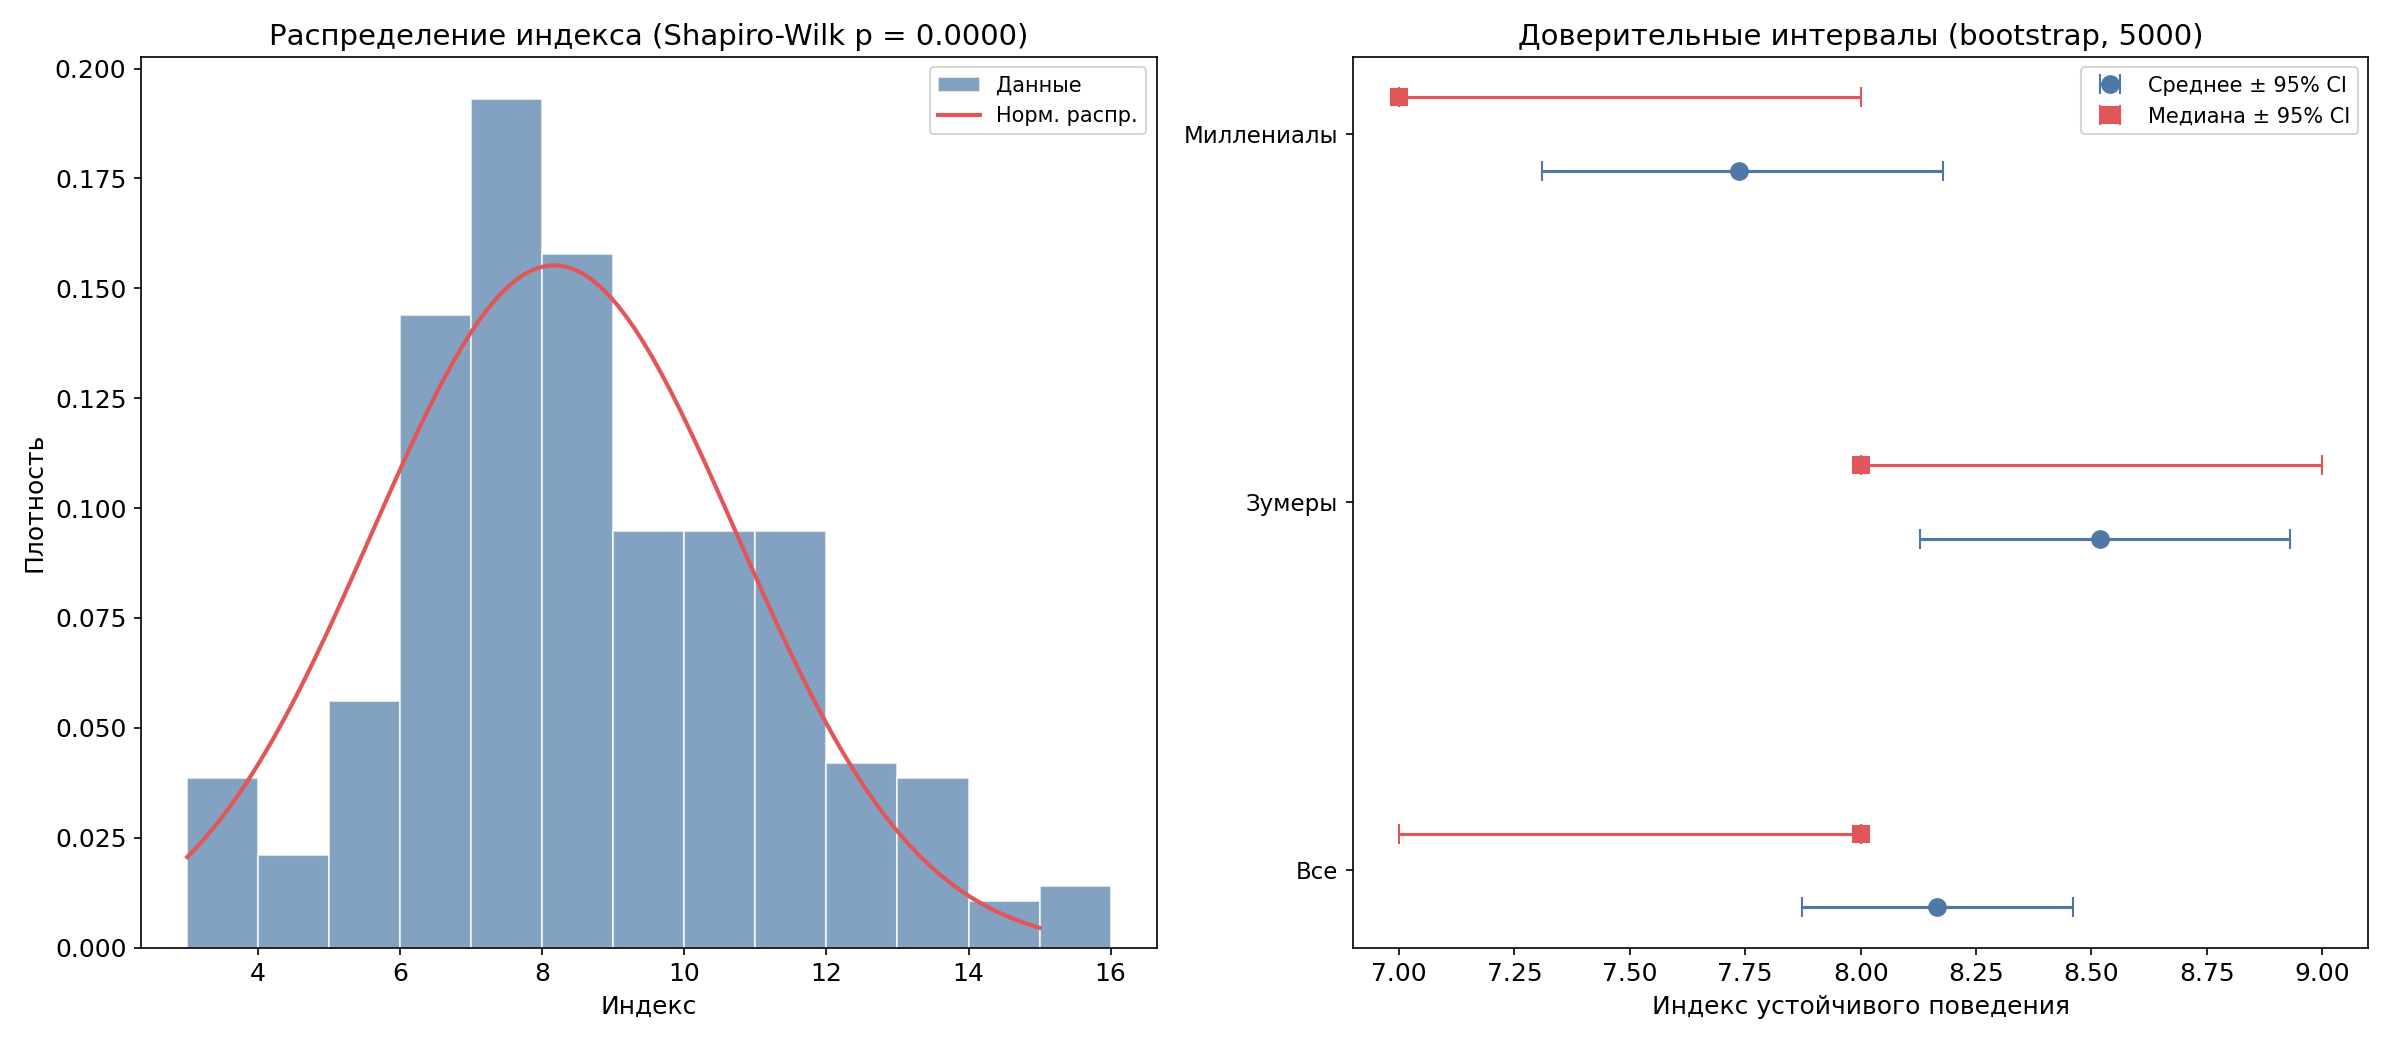 Распределение индекса (Shapiro-Wilk p = 0.0000)
Данные
Норм. распр.
Плотность
0.200
0.175
0.150
0.125
0.100
0.075
0.050
0.025
0.000
4 6 8 10 12 14 16
Индекс
Доверительные интервалы (bootstrap, 5000)
Среднее ± 95% CI
Медиана ± 95% CI
Миллениалы
Зумеры
Все
7.00 7.25 7.50 7.75 8.00 8.25 8.50 8.75 9.00
Индекс устойчивого поведения